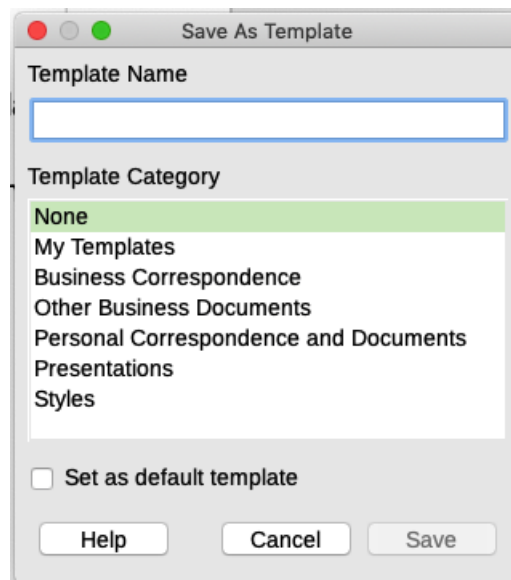 Save As Template
Template Name
Template Category
None
My Templates
Business Correspondence
Other Business Documents
Personal Correspondence and Documents
Presentations
Styles
Set as default template
Help Cancel Save